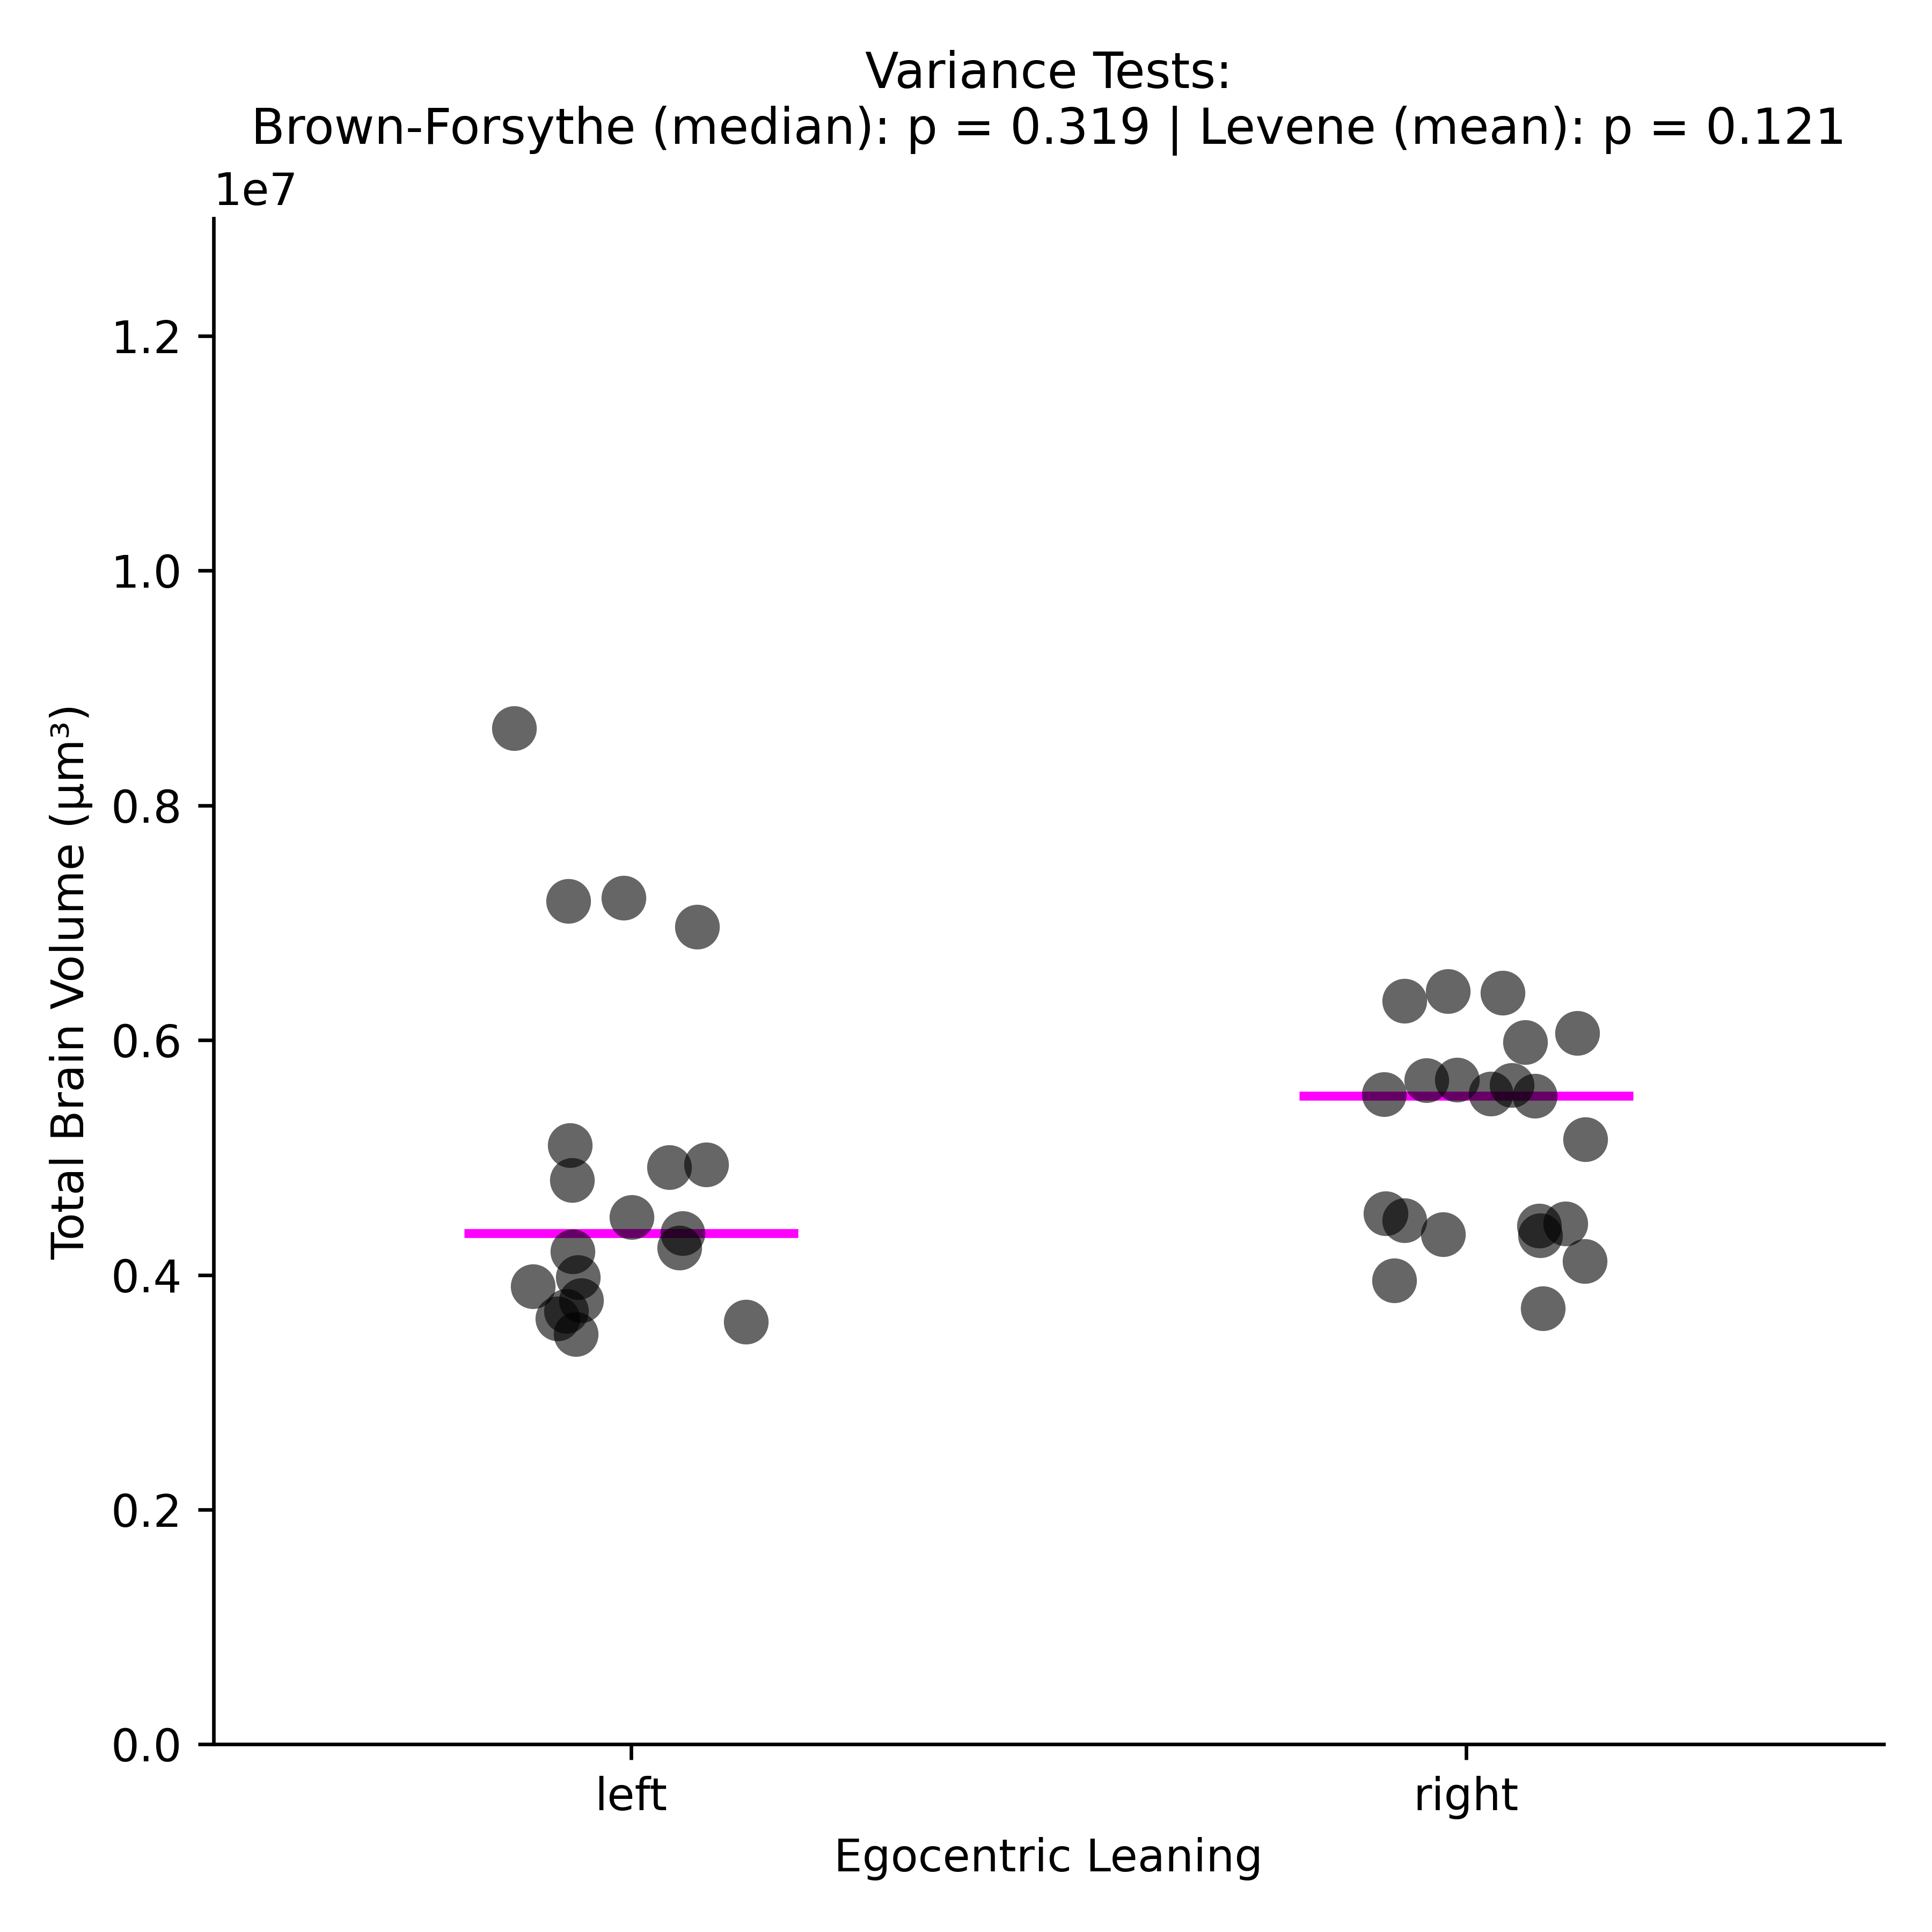 Variance Tests:
Brown-Forsythe (median): p = 0.319 | Levene (mean): p = 0.121
1e7
1.2
1.0
0.8
0.6
0.4
0.2
0.0
Total Brain Volume (µm³)
left right
Egocentric Leaning